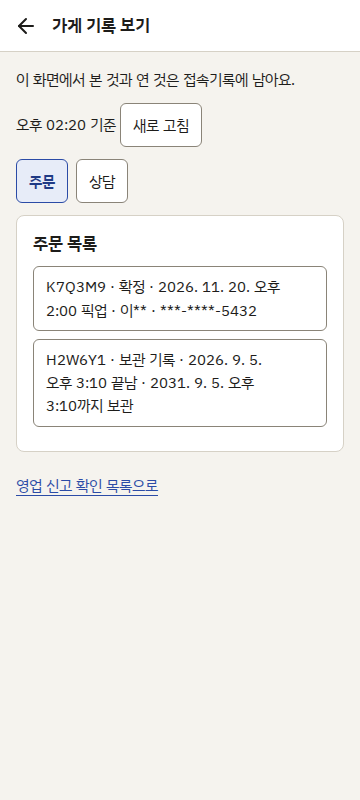 가게 기록 보기
이 화면에서 본 것과 연 것은 접속기록에 남아요.
오후 02:20 기준 새로 고침
주문 상담
주문 목록
K7Q3M9 · 확정 · 2026. 11. 20. 오후
2:00 픽업 · 이** · ***-****-5432
H2W6Y1 · 보관 기록 · 2026. 9. 5.
오후 3:10 끝남 · 2031. 9. 5. 오후
3:10까지 보관
영업 신고 확인 목록으로